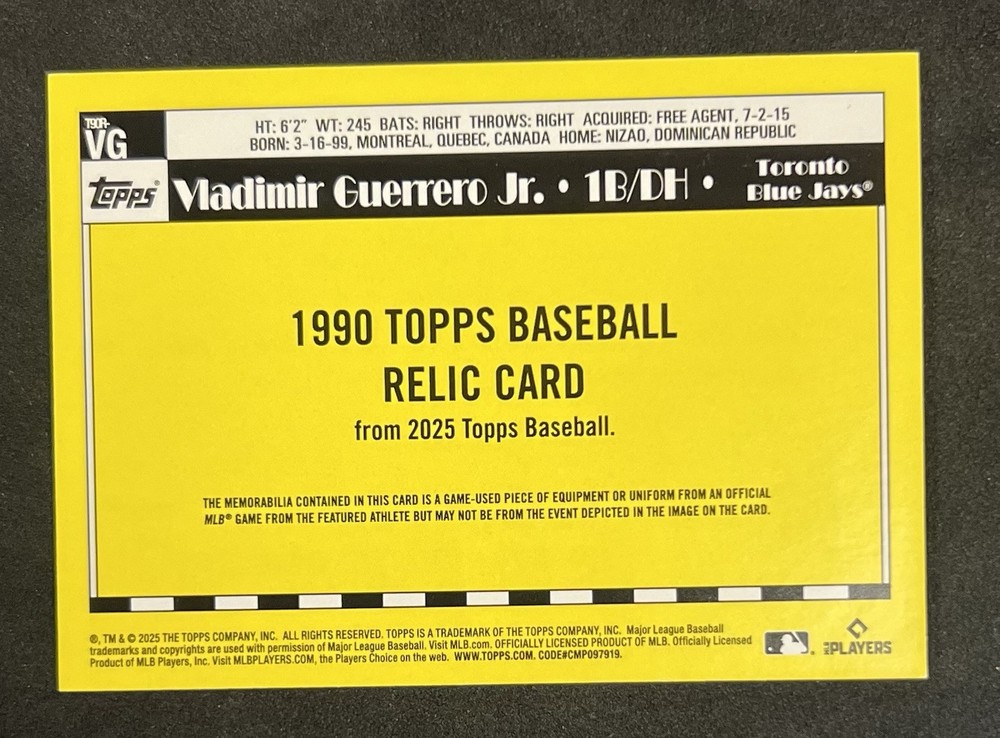 T90R-
VG
HT: 6'2" WT: 245 BATS: RIGHT THROWS: RIGHT ACQUIRED: FREE AGENT, 7-2-15
BORN: 3-16-99, MONTREAL, QUEBEC, CANADA HOME: NIZAO, DOMINICAN REPUBLIC
topps®
Vladimir Guerrero Jr. • 1B/DH •
Toronto
Blue Jays®
1990 TOPPS BASEBALL
RELIC CARD
from 2025 Topps Baseball.
THE MEMORABILIA CONTAINED IN THIS CARD IS A GAME-USED PIECE OF EQUIPMENT OR UNIFORM FROM AN OFFICIAL
MLB® GAME FROM THE FEATURED ATHLETE BUT MAY NOT BE FROM THE EVENT DEPICTED IN THE IMAGE ON THE CARD.
®, TM & © 2025 THE TOPPS COMPANY, INC. ALL RIGHTS RESERVED. TOPPS IS A TRADEMARK OF THE TOPPS COMPANY, INC. Major League Baseball
trademarks and copyrights are used with permission of Major League Baseball. Visit MLB.com. OFFICIALLY LICENSED PRODUCT OF MLB. Officially Licensed
Product of MLB Players, Inc. Visit MLBPLAYERS.COM, the Players Choice on the web. WWW.TOPPS.COM. CODE#CMP097919.
MLB PLAYERS